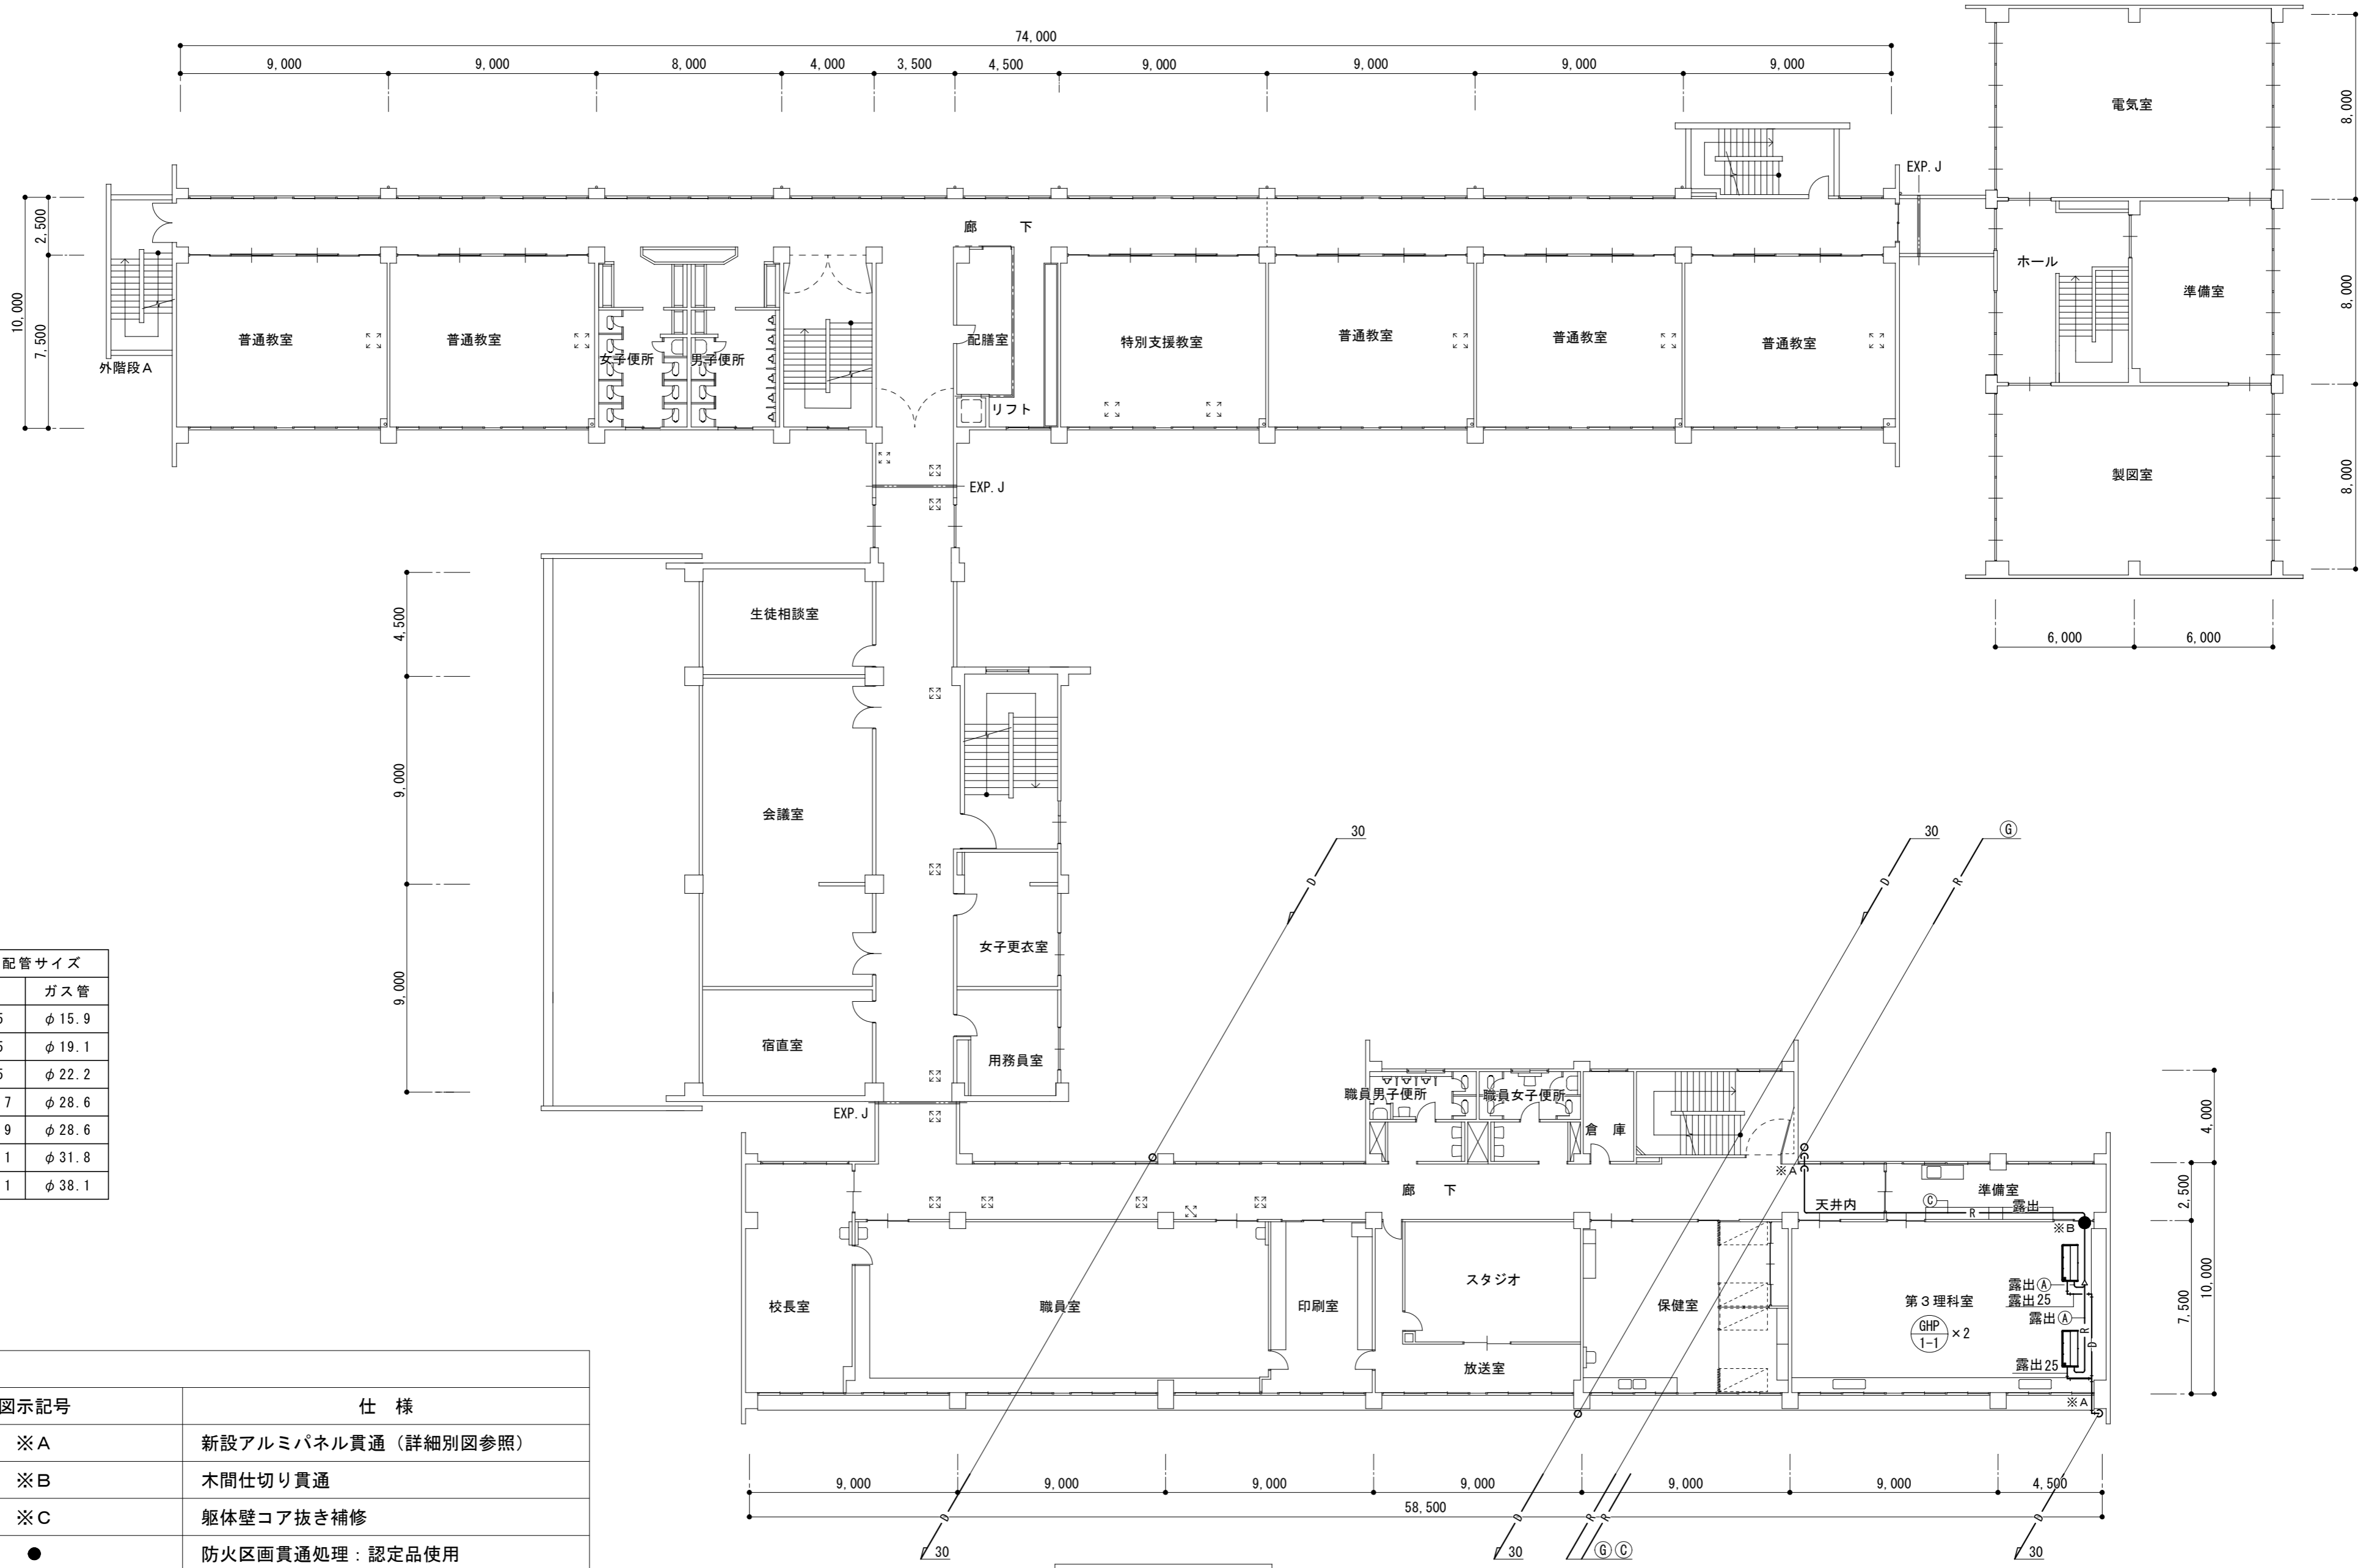 74,000
9,000 9,000 8,000 4,000 3,500 4,500 9,000 9,000 9,000 9,000
電気室
8,000
EXP.J
廊 下
2,500
10,000
7,500
ホール
準備室
8,000
普通教室
普通教室
女子便所
男子便所
配膳室
特別支援教室
普通教室
普通教室
普通教室
外階段A
リフト
製図室
8,000
EXP.J
6,000 6,000
生徒相談室
4,500
会議室
9,000
30
30
Ⓖ
D
D
R
女子更衣室
9,000
宿直室
用務員室
配管サイズ
ガス管
5 φ15.9
5 φ19.1
5 φ22.2
7 φ28.6
9 φ28.6
1 φ31.8
1 φ38.1
EXP.J
職員男子便所
職員女子便所
倉 庫
4,000
※A
廊 下
天井内
Ⓒ
準備室
R
露出
2,500
※B
校長室
職員室
印刷室
スタジオ
保健室
第3理科室
GHP
1-1
×2
露出Ⓐ
露出25
露出Ⓐ
R
D
露出25
7,500
10,000
放送室
※A
9,000 9,000 9,000 9,000 9,000 9,000 4,500
58,500
D
D
R
R
D
30
30
ⒼⒸ
30
図示記号 仕 様
※A 新設アルミパネル貫通（詳細別図参照）
※B 木間仕切り貫通
※C 躯体壁コア抜き補修
● 防火区画貫通処理：認定品使用